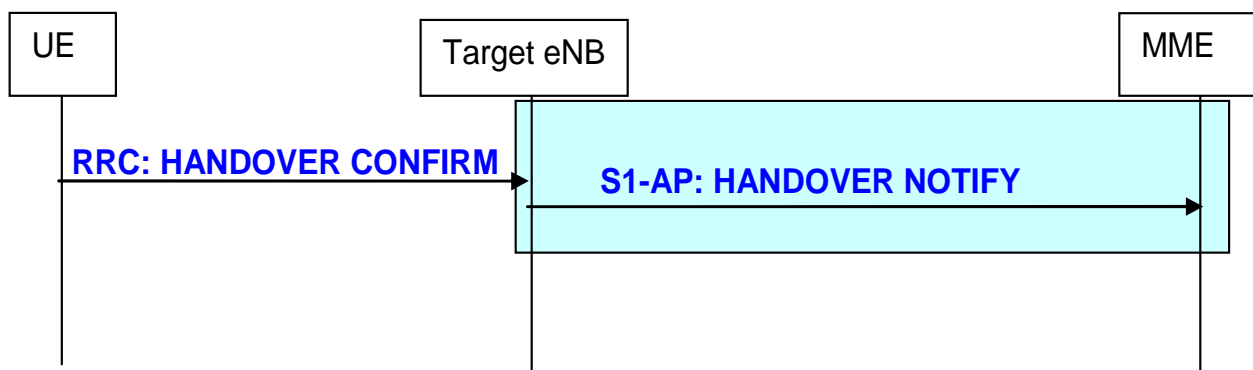 UE
Target eNB
MME
RRC: HANDOVER CONFIRM
S1-AP: HANDOVER NOTIFY